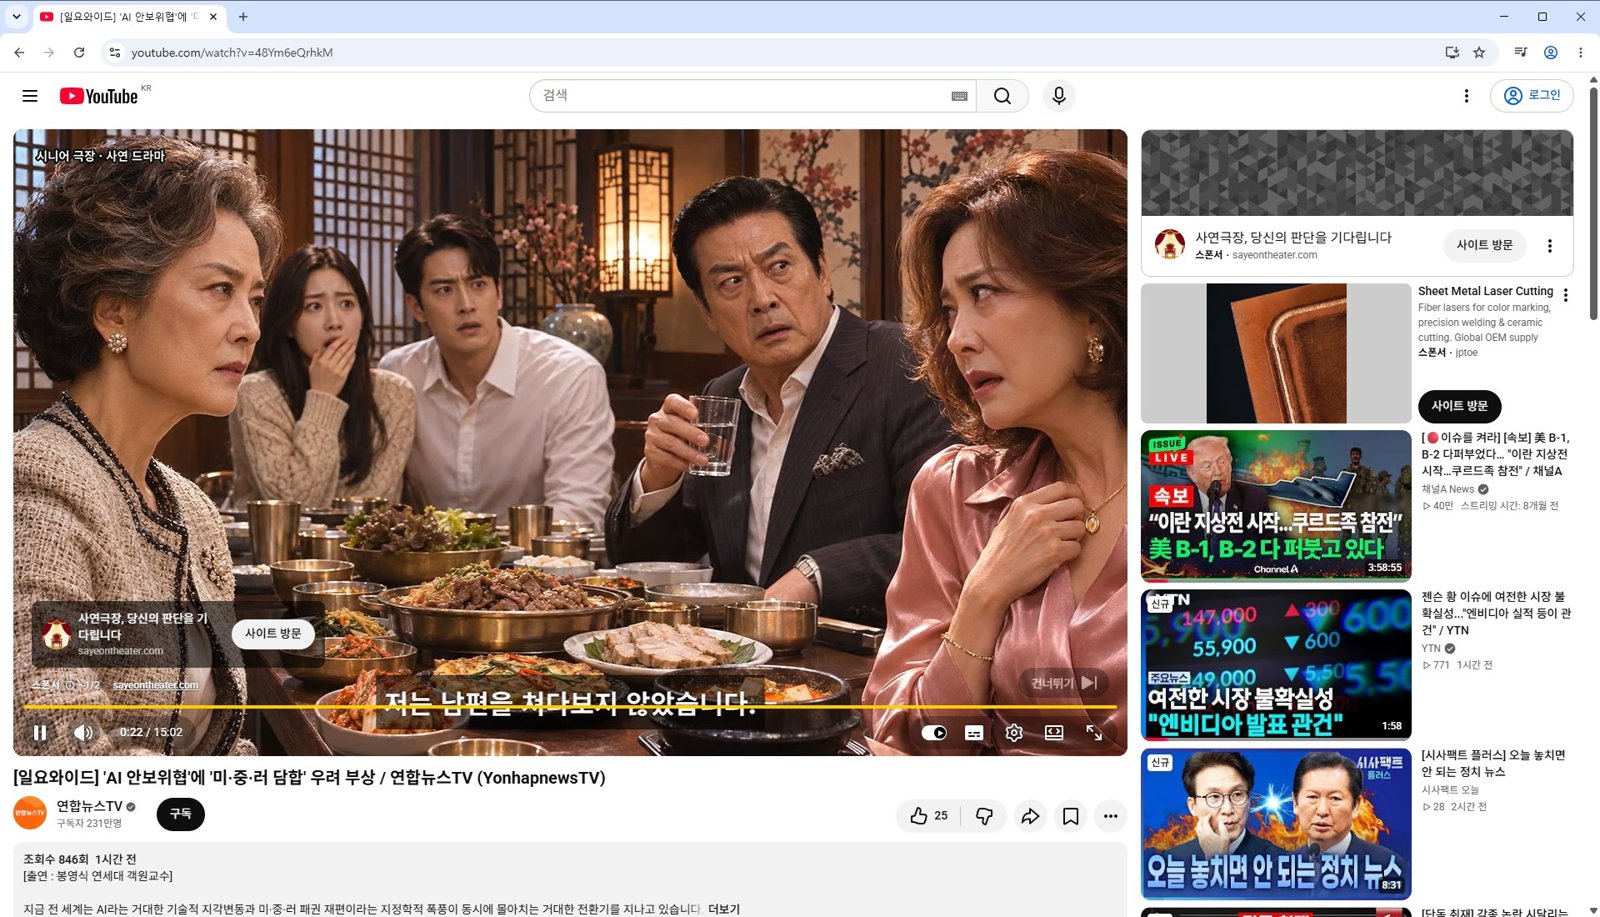 [일요와이드] 'AI 안보위협'에
youtube.com/watch?v=48Ym6eQrhkM
YouTube KR
검색
로그인
시니어 극장 · 사연 드라마
사연극장, 당신의 판단을 기
다립니다
sayeontheater.com
사이트 방문
스폰서 · 1/2 sayeontheater.com
건너뛰기
저는 남편을 쳐다보지 않았습니다.
0:22 / 15:02
[일요와이드] 'AI 안보위협'에 '미·중·러 담합' 우려 부상 / 연합뉴스TV (YonhapnewsTV)
연합뉴스TV
연합뉴스TV
구독자 231만명
구독
25
조회수 846회 1시간 전
[출연 : 봉영식 연세대 객원교수]
지금 전 세계는 AI라는 거대한 기술적 지각변동과 미·중·러 패권 재편이라는 지정학적 폭풍이 동시에 몰아치는 거대한 전환기를 지나고 있습니다. 더보기
사연극장, 당신의 판단을 기다립니다
스폰서 · sayeontheater.com
사이트 방문
Sheet Metal Laser Cutting
Fiber lasers for color marking,
precision welding & ceramic
cutting. Global OEM supply
스폰서 · jptoe
사이트 방문
ISSUE
LIVE
속보
“이란 지상전 시작...쿠르드족 참전”
美 B-1, B-2 다 퍼붓고 있다
Channel A
3:58:55
[🔴이슈를 켜라] [속보] 美 B-1,
B-2 다퍼부었다... "이란 지상전
시작...쿠르드족 참전" / 채널A
채널A News
40만 스트리밍 시간: 8개월 전
신규
YTN
147,000 ▲ 300 600
55,900 ▼ 600
주요뉴스
49,000 ▼ 5,50
여전한 시장 불확실성
"엔비디아 발표 관건"
1:58
젠슨 황 이슈에 여전한 시장 불
확실성..."엔비디아 실적 등이 관
건" / YTN
YTN
771 1시간 전
신규
시사팩트
플러스
오늘 놓치면 안 되는 정치 뉴스
8:31
[시사팩트 플러스] 오늘 놓치면
안 되는 정치 뉴스
시사팩트 오늘
28 2시간 전
[단독 취재] 각종 논란 시달리는